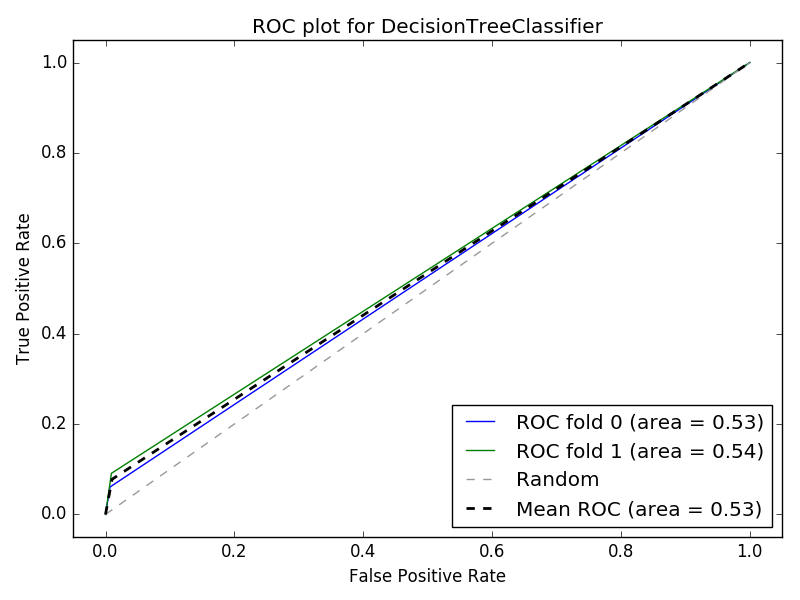 ROC plot for DecisionTreeClassifier
1.0
0.8
0.6
0.4
0.2
0.0
True Positive Rate
ROC fold 0 (area = 0.53)
ROC fold 1 (area = 0.54)
Random
Mean ROC (area = 0.53)
0.0 0.2 0.4 0.6 0.8 1.0
False Positive Rate